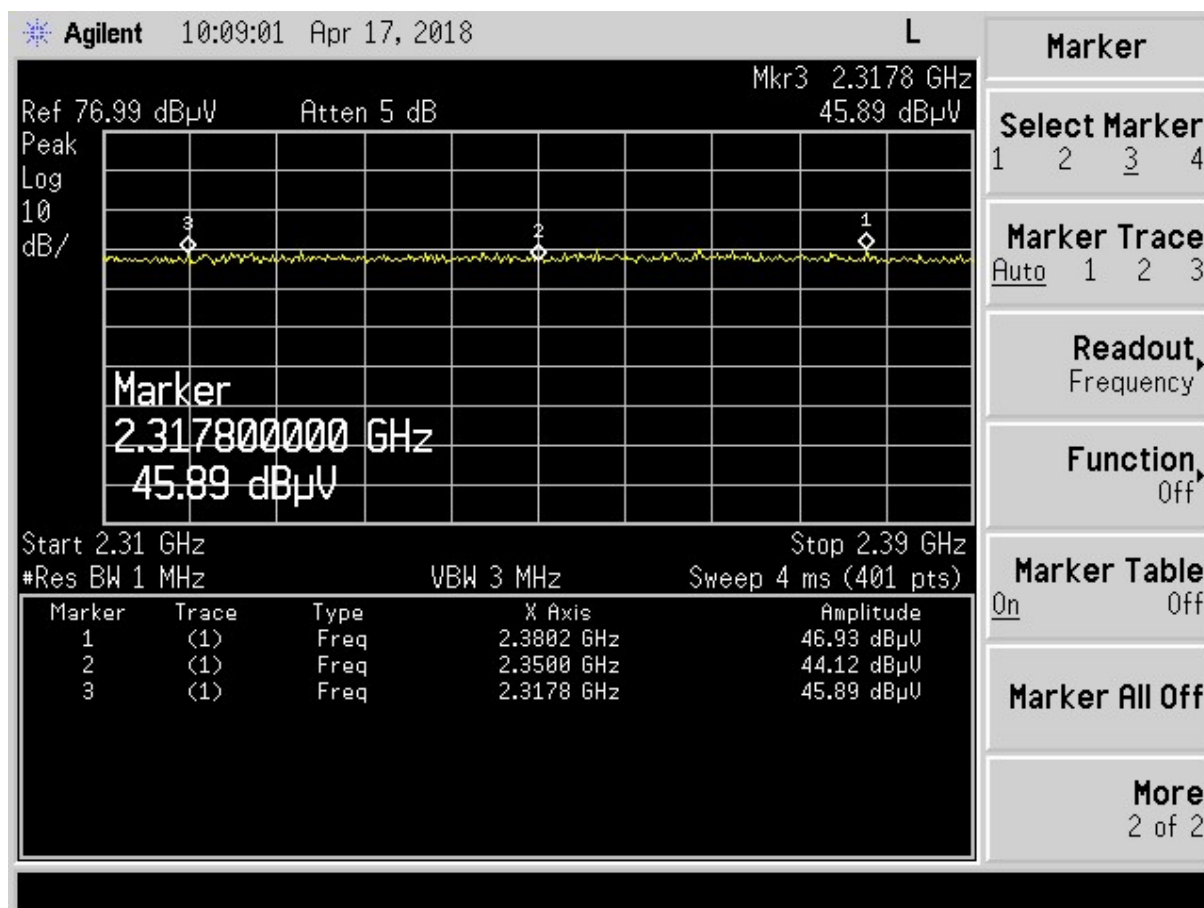 Agilent 10:09:01 Apr 17, 2018 L
Mkr3 2.3178 GHz
Ref 76.99 dBµV Atten 5 dB 45.89 dBµV
Peak
Log
10
dB/
3
2
1
Marker
2.317800000 GHz
45.89 dBµV
Start 2.31 GHz Stop 2.39 GHz
#Res BW 1 MHz VBW 3 MHz Sweep 4 ms (401 pts)
Marker Trace Type X Axis Amplitude
1 (1) Freq 2.3802 GHz 46.93 dBµV
2 (1) Freq 2.3500 GHz 44.12 dBµV
3 (1) Freq 2.3178 GHz 45.89 dBµV
Marker
Select Marker
1 2 3 4
Marker Trace
Auto 1 2 3
Readout
Frequency
Function
Off
Marker Table
On Off
Marker All Off
More
2 of 2